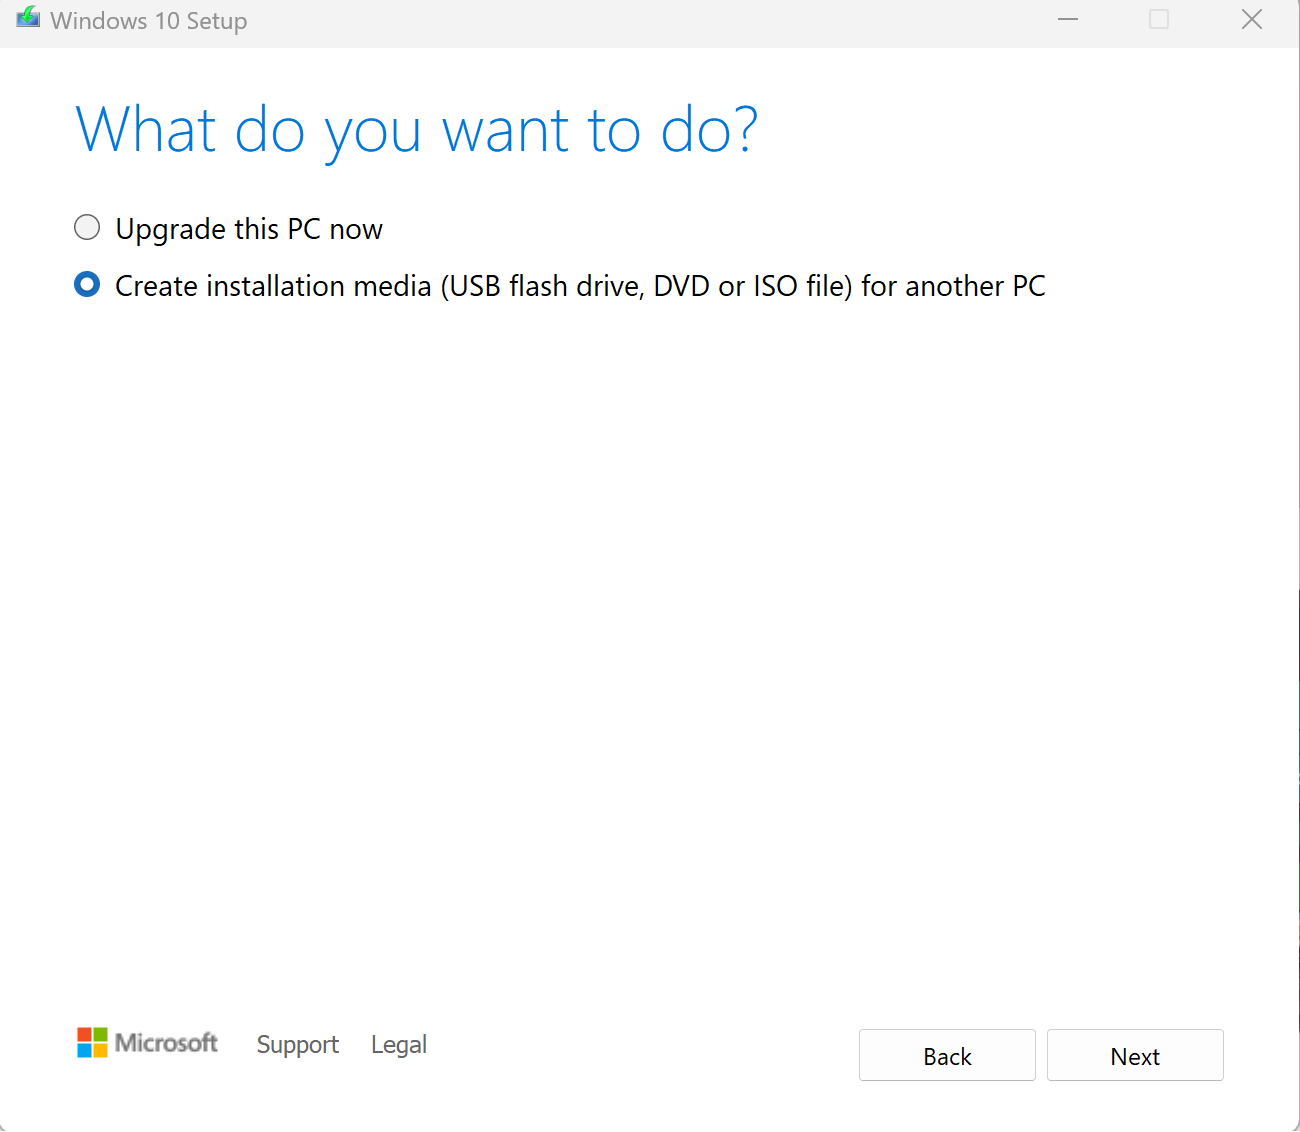 Windows 10 Setup
What do you want to do?
Upgrade this PC now
Create installation media (USB flash drive, DVD or ISO file) for another PC
Microsoft Support Legal
Back Next